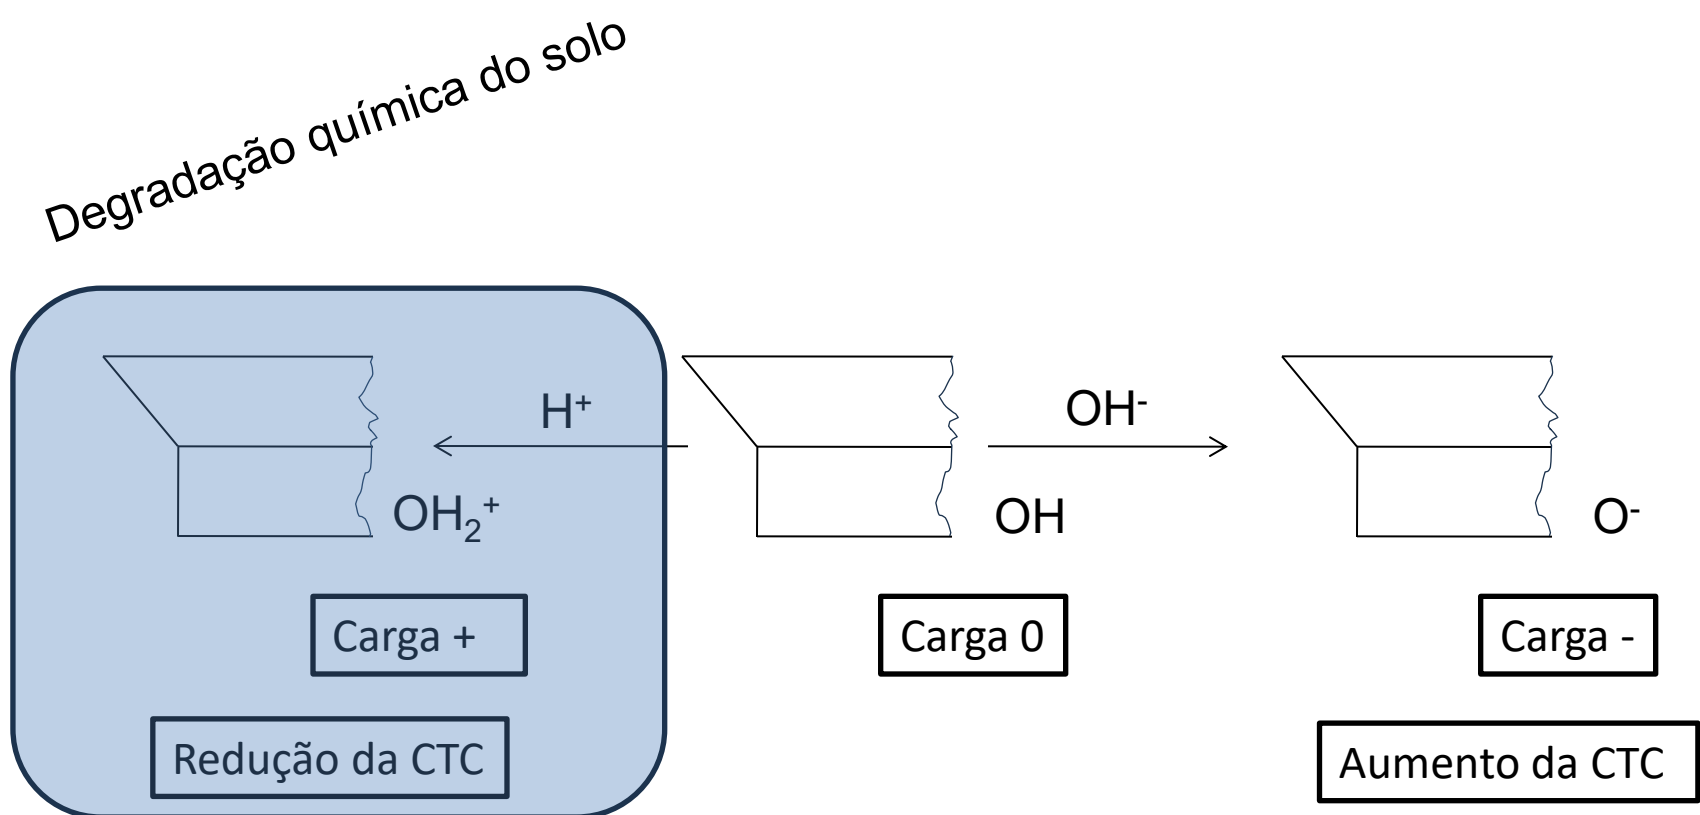 Degradação química do solo
H⁺
OH⁻
OH₂⁺
OH
O⁻
Carga +
Carga 0
Carga -
Redução da CTC
Aumento da CTC